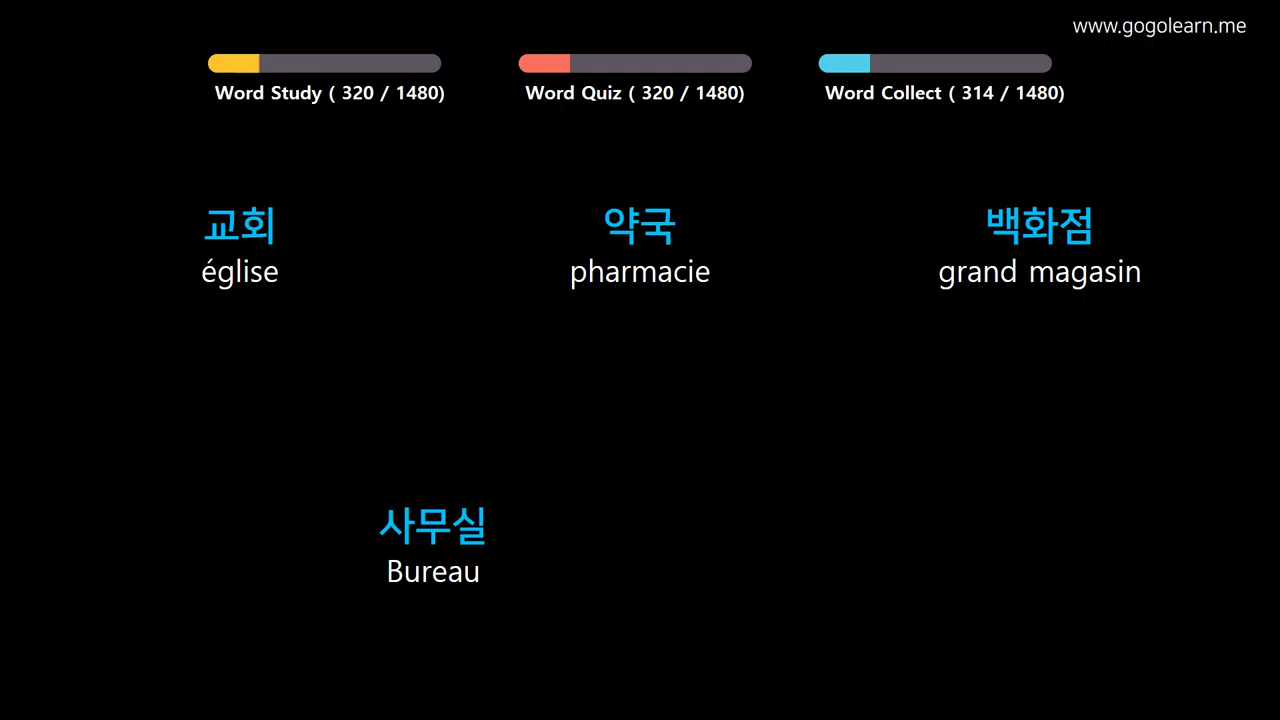 www.gogolearn.me
Word Study ( 320 / 1480)
Word Quiz ( 320 / 1480)
Word Collect ( 314 / 1480)
교회
église
약국
pharmacie
백화점
grand magasin
사무실
Bureau